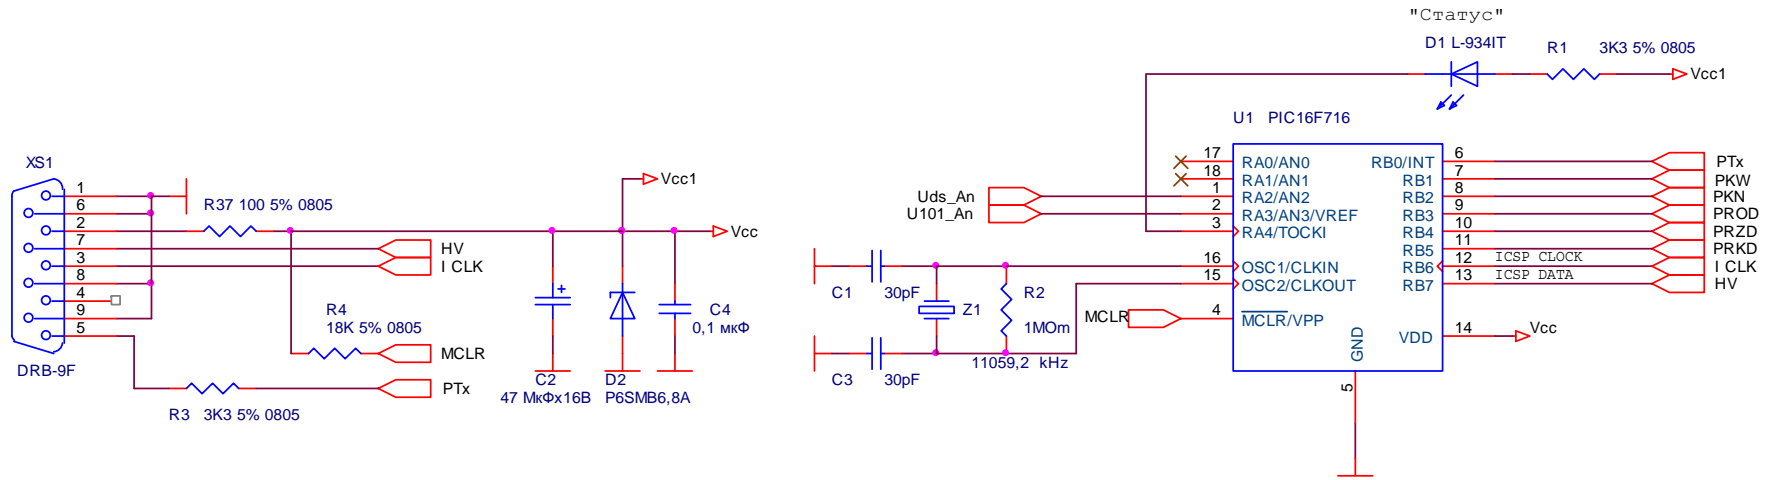 "Статус"
D1 L-934IT
R1 3K3 5% 0805
Vcc1
U1 PIC16F716
XS1
1
6
2
7
3
8
4
9
5
DRB-9F
R37 100 5% 0805
Vcc1
Vcc
HV
I CLK
R4
18K 5% 0805
MCLR
PTx
R3 3K3 5% 0805
C2
47 МкФх16В
D2
P6SMB6,8A
C4
0,1 мкФ
Uds_An
U101_An
C1 30pF
Z1
R2
1MOm
11059,2 kHz
C3 30pF
MCLR
17 RA0/AN0
18 RA1/AN1
1 RA2/AN2
2 RA3/AN3/VREF
3 RA4/TOCKI
16 OSC1/CLKIN
15 OSC2/CLKOUT
4 MCLR/VPP
GND
5
RB0/INT 6 PTx
RB1 7 PKW
RB2 8 PKN
RB3 9 PROD
RB4 10 PRZD
RB5 11 PRKD
RB6 12 ICSP CLOCK I CLK
RB7 13 ICSP DATA HV
VDD 14 Vcc